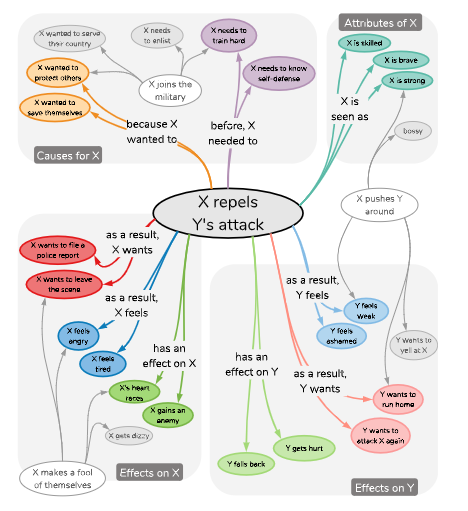 Attributes of X
X wanted to serve
their country
X needs
to enlist
X needs to
train hard
X is skilled
X is brave
X is strong
X wanted to
protect others
X needs to know
self-defense
X joins the
military
X wanted to
save themselves
X is
seen as
because X
wanted to
before, X
needed to
bossy
Causes for X
X repels
Y's attack
X pushes Y
around
as a result,
X wants
X wants to file a
police report
X wants to leave
the scene
as a result,
Y feels
as a result,
X feels
Y feels
weak
X feels
angry
Y feels
ashamed
Y wants to
yell at X
X feels
tired
has an
effect on X
has an
effect on Y
as a result,
Y wants
X's heart
races
X gains an
enemy
Y wants to
run home
X gets dizzy
Y wants to
attack X again
Y gets hurt
Y falls back
X makes a fool
of themselves
Effects on X
Effects on Y